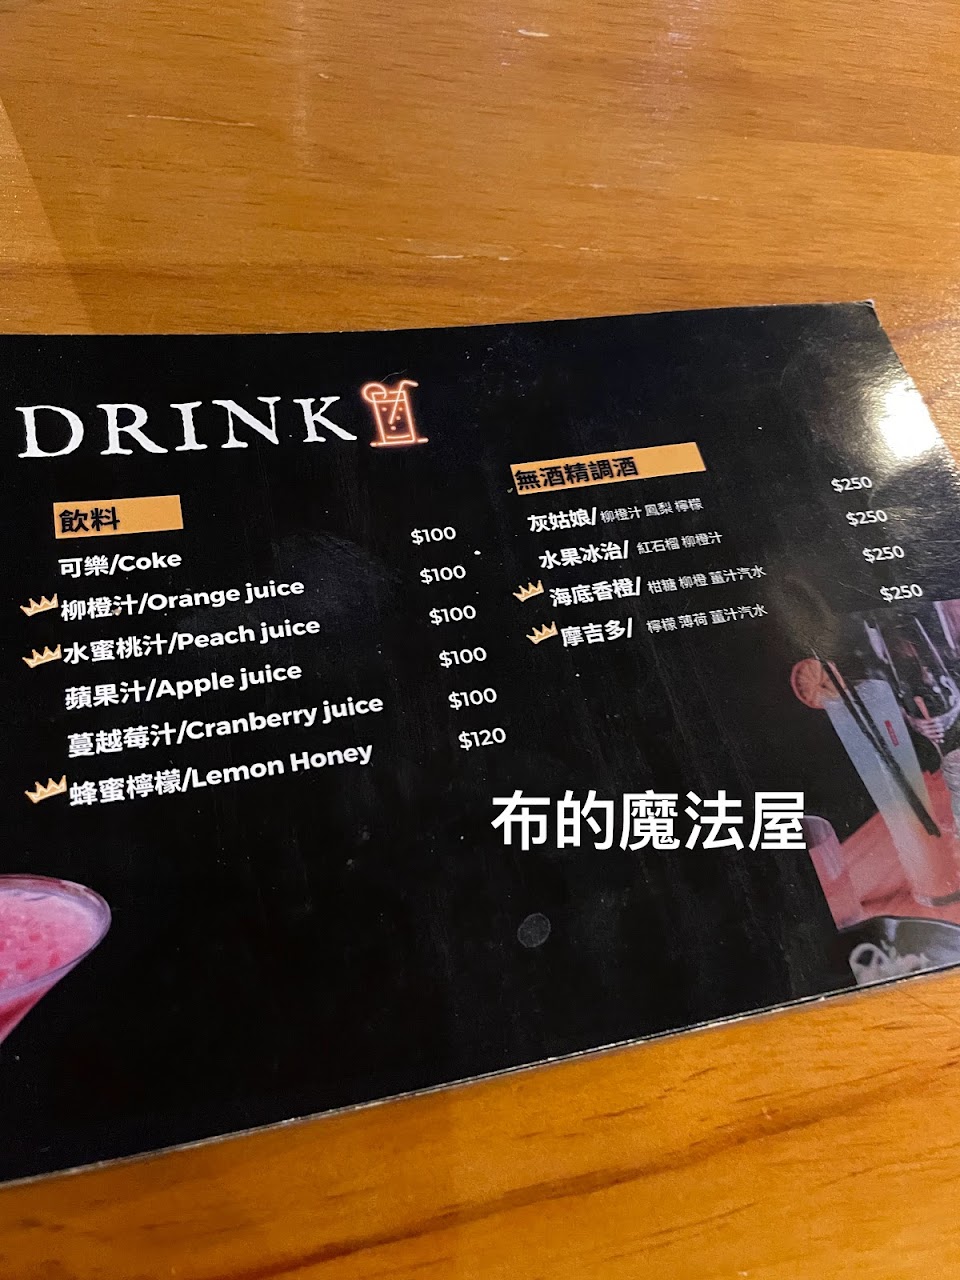 DRINK
飲料
可樂/Coke $100
柳橙汁/Orange juice $100
水蜜桃汁/Peach juice $100
蘋果汁/Apple juice $100
蔓越莓汁/Cranberry juice $100
蜂蜜檸檬/Lemon Honey $120
無酒精調酒
灰姑娘/ 柳橙汁 鳳梨 檸檬 $250
水果冰治/ 紅石榴 柳橙汁 $250
海底香橙/ 柑糖 柳橙 薑汁汽水 $250
摩吉多/ 檸檬 薄荷 薑汁汽水 $250
布的魔法屋